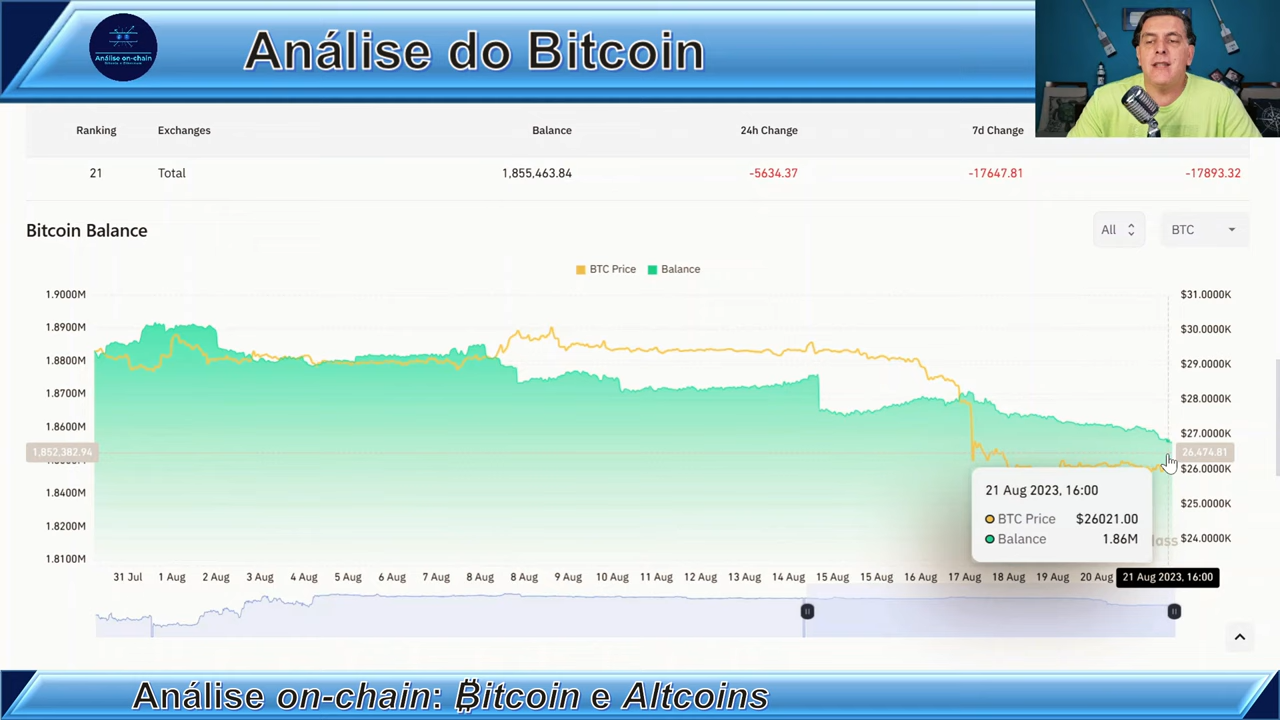 Análise do Bitcoin
Análise on-chain
Ranking Exchanges Balance 24h Change 7d Change
21 Total 1,855,463.84 -5634.37 -17647.81 -17893.32
Bitcoin Balance
All BTC
BTC Price Balance
1.9000M $31.0000K
1.8900M $30.0000K
1.8800M $29.0000K
1.8700M $28.0000K
1.8600M $27.0000K
1,852,382.94 26,474.81
$26.0000K
1.8400M $25.0000K
1.8200M $24.0000K
1.8100M
21 Aug 2023, 16:00
BTC Price $26021.00
Balance 1.86M
31 Jul 1 Aug 2 Aug 3 Aug 4 Aug 5 Aug 6 Aug 7 Aug 8 Aug 8 Aug 9 Aug 10 Aug 11 Aug 12 Aug 13 Aug 14 Aug 15 Aug 15 Aug 16 Aug 17 Aug 18 Aug 19 Aug 20 Aug 21 Aug 2023, 16:00
Análise on-chain: ₿itcoin e Altcoins